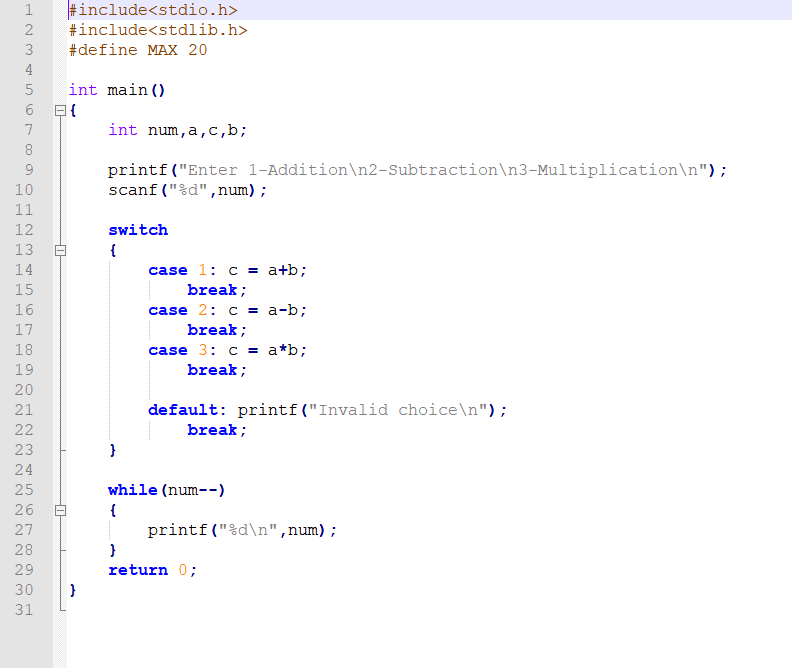 1 #include<stdio.h>
2 #include<stdlib.h>
3 #define MAX 20
4
5 int main()
6 {
7     int num,a,c,b;
8
9     printf("Enter 1-Addition\n2-Subtraction\n3-Multiplication\n");
10     scanf("%d",num);
11
12     switch
13     {
14         case 1: c = a+b;
15             break;
16         case 2: c = a-b;
17             break;
18         case 3: c = a*b;
19             break;
20
21         default: printf("Invalid choice\n");
22             break;
23     }
24
25     while(num--)
26     {
27         printf("%d\n",num);
28     }
29     return 0;
30 }
31